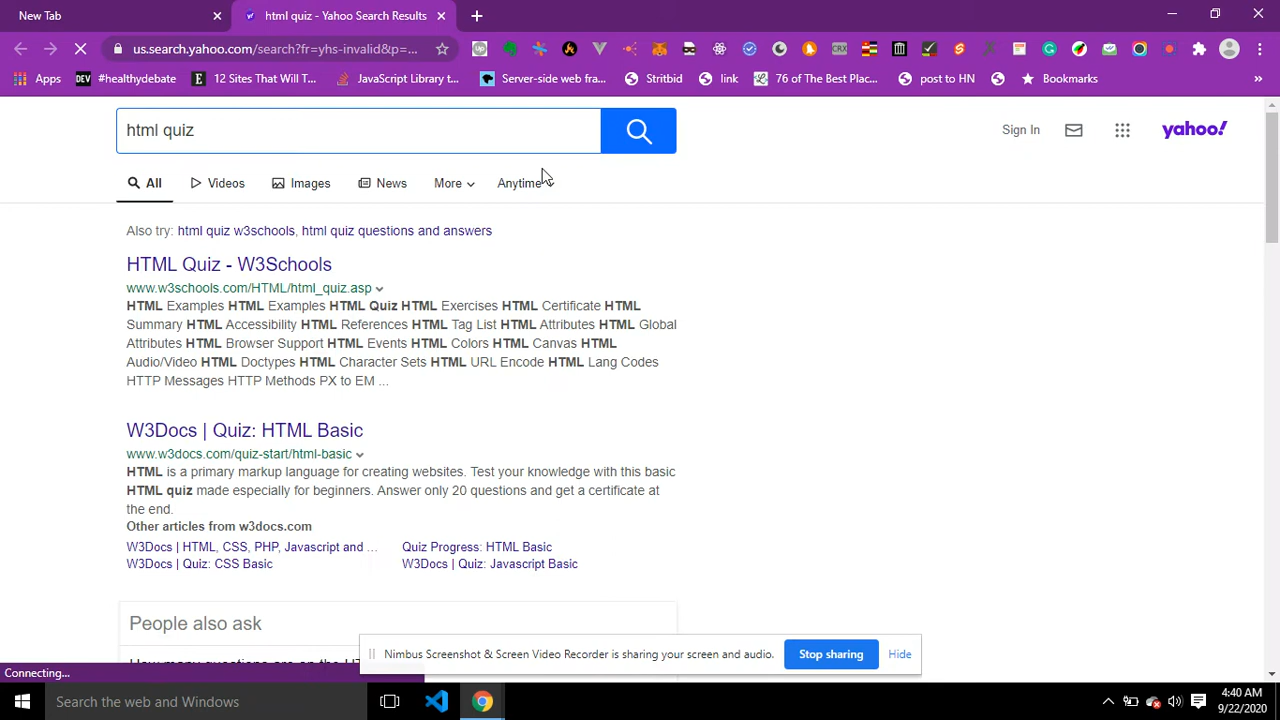 New Tab
html quiz - Yahoo Search Results
us.search.yahoo.com/search?fr=yhs-invalid&p=...
Apps
DEV #healthydebate
E 12 Sites That Will T...
JavaScript Library t...
Server-side web fra...
Stritbid
link
76 of The Best Plac...
post to HN
Bookmarks
»
html quiz
Sign In
yahoo!
All
Videos
Images
News
More
Anytime
Also try: html quiz w3schools, html quiz questions and answers
HTML Quiz - W3Schools
www.w3schools.com/HTML/html_quiz.asp
HTML Examples HTML Examples HTML Quiz HTML Exercises HTML Certificate HTML
Summary HTML Accessibility HTML References HTML Tag List HTML Attributes HTML Global
Attributes HTML Browser Support HTML Events HTML Colors HTML Canvas HTML
Audio/Video HTML Doctypes HTML Character Sets HTML URL Encode HTML Lang Codes
HTTP Messages HTTP Methods PX to EM ...
W3Docs | Quiz: HTML Basic
www.w3docs.com/quiz-start/html-basic
HTML is a primary markup language for creating websites. Test your knowledge with this basic
HTML quiz made especially for beginners. Answer only 20 questions and get a certificate at
the end.
Other articles from w3docs.com
W3Docs | HTML, CSS, PHP, Javascript and ...
Quiz Progress: HTML Basic
W3Docs | Quiz: CSS Basic
W3Docs | Quiz: Javascript Basic
People also ask
Nimbus Screenshot & Screen Video Recorder is sharing your screen and audio.
Stop sharing
Hide
Connecting...
Search the web and Windows
4:40 AM
9/22/2020